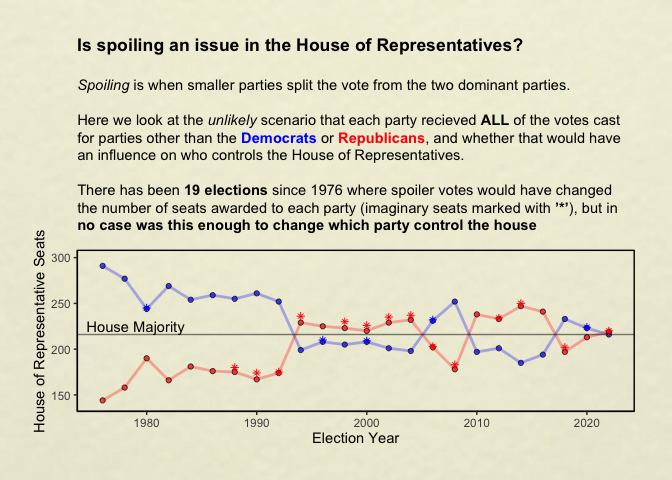 Is spoiling an issue in the House of Representatives?
Spoiling is when smaller parties split the vote from the two dominant parties.
Here we look at the unlikely scenario that each party recieved ALL of the votes cast
for parties other than the Democrats or Republicans, and whether that would have
an influence on who controls the House of Representatives.
There has been 19 elections since 1976 where spoiler votes would have changed
the number of seats awarded to each party (imaginary seats marked with '*'), but in
no case was this enough to change which party control the house
House of Representative Seats
300
250
200
150
House Majority
1980
1990
2000
2010
2020
Election Year